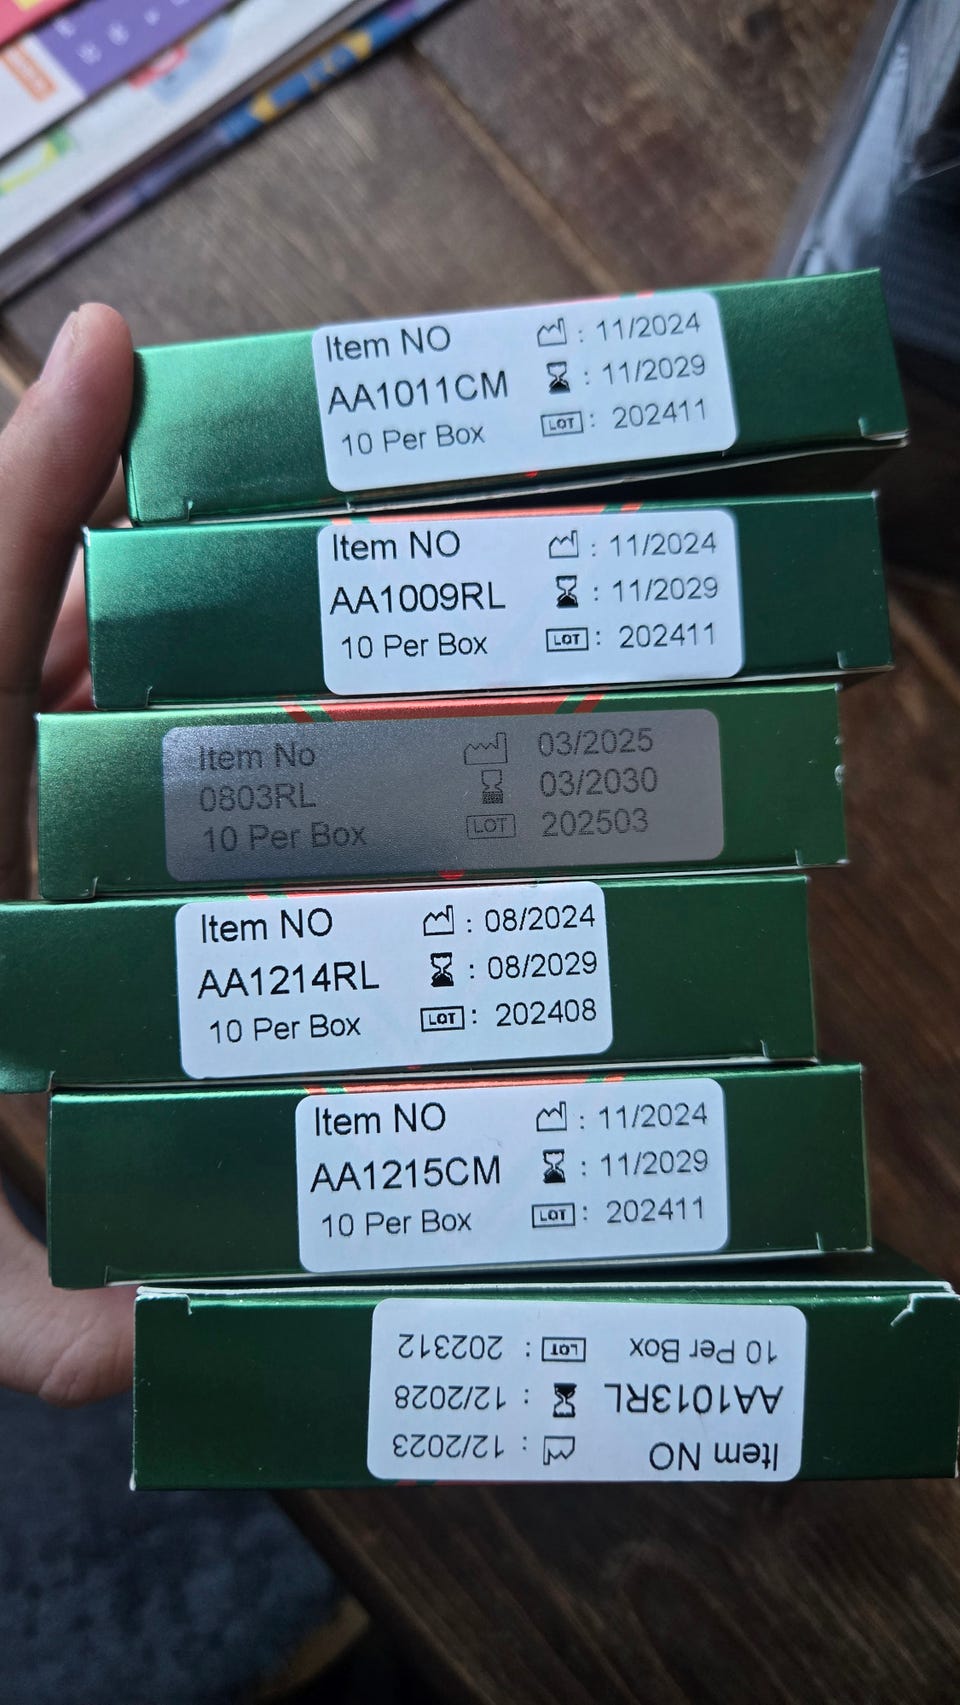 Item NO
AA1011CM
10 Per Box
: 11/2024
: 11/2029
LOT : 202411
Item NO
AA1009RL
10 Per Box
: 11/2024
: 11/2029
LOT : 202411
Item No
0803RL
10 Per Box
03/2025
03/2030
LOT 202503
Item NO
AA1214RL
10 Per Box
: 08/2024
: 08/2029
LOT : 202408
Item NO
AA1215CM
10 Per Box
: 11/2024
: 11/2029
LOT : 202411
Item NO
AA1013RL
10 Per Box
: 12/2023
: 12/2028
LOT : 202312